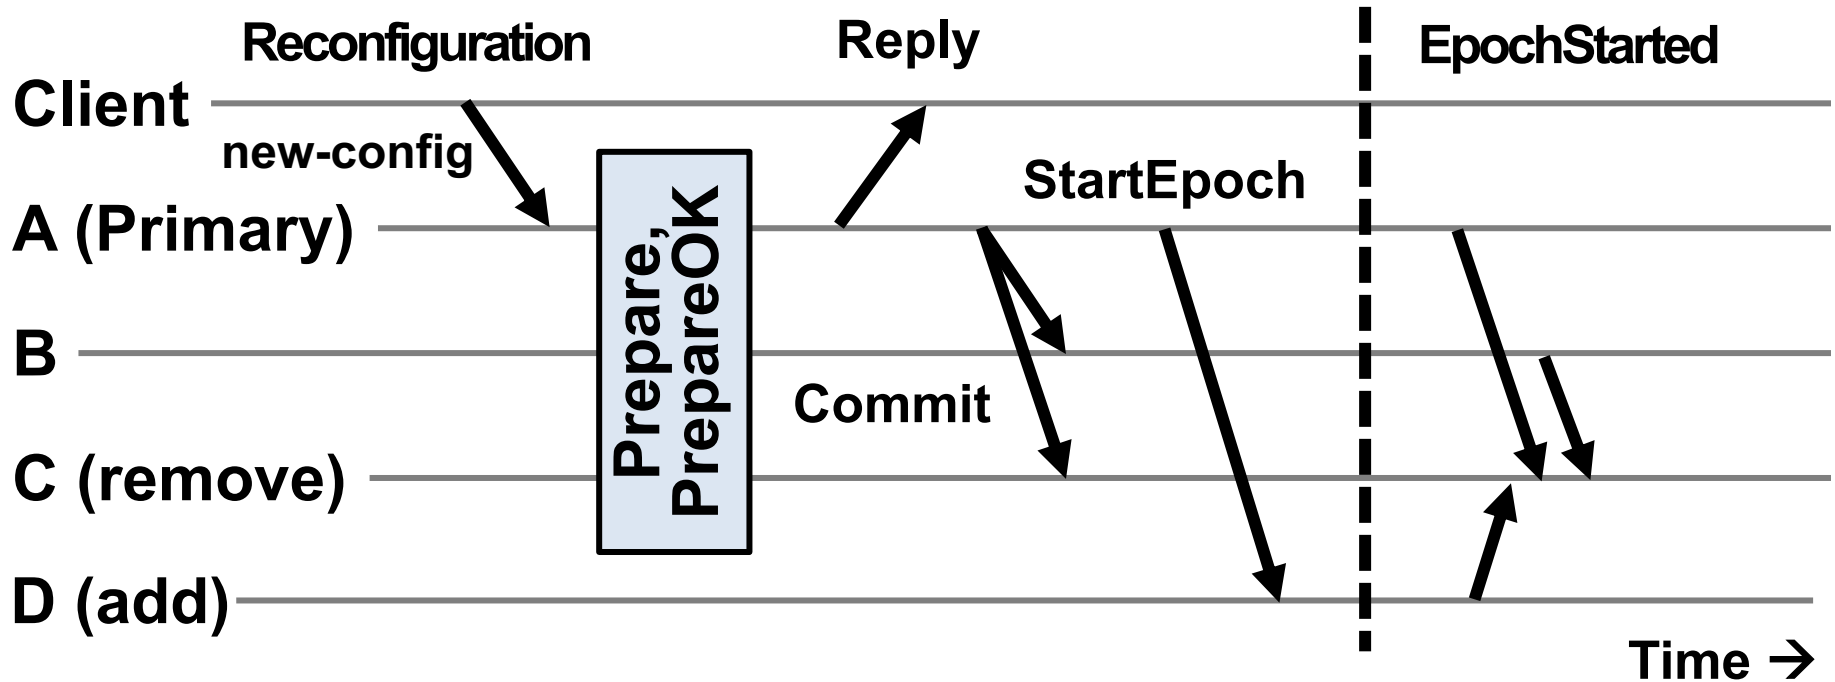 Reconfiguration
Reply
EpochStarted
Client
new-config
StartEpoch
A (Primary)
Prepare,
PrepareOK
B
Commit
C (remove)
D (add)
Time →